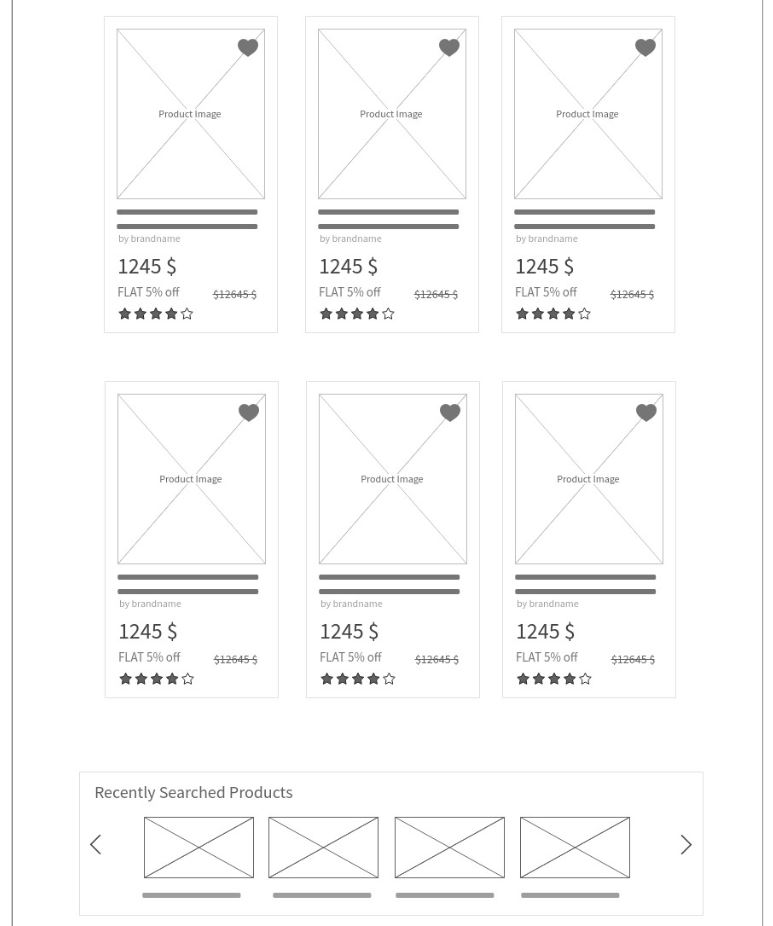 Product Image Product Image Product Image
by brandname by brandname by brandname
1245 $ 1245 $ 1245 $
FLAT 5% off $12645 $ FLAT 5% off $12645 $ FLAT 5% off $12645 $
Product Image Product Image Product Image
by brandname by brandname by brandname
1245 $ 1245 $ 1245 $
FLAT 5% off $12645 $ FLAT 5% off $12645 $ FLAT 5% off $12645 $
Recently Searched Products